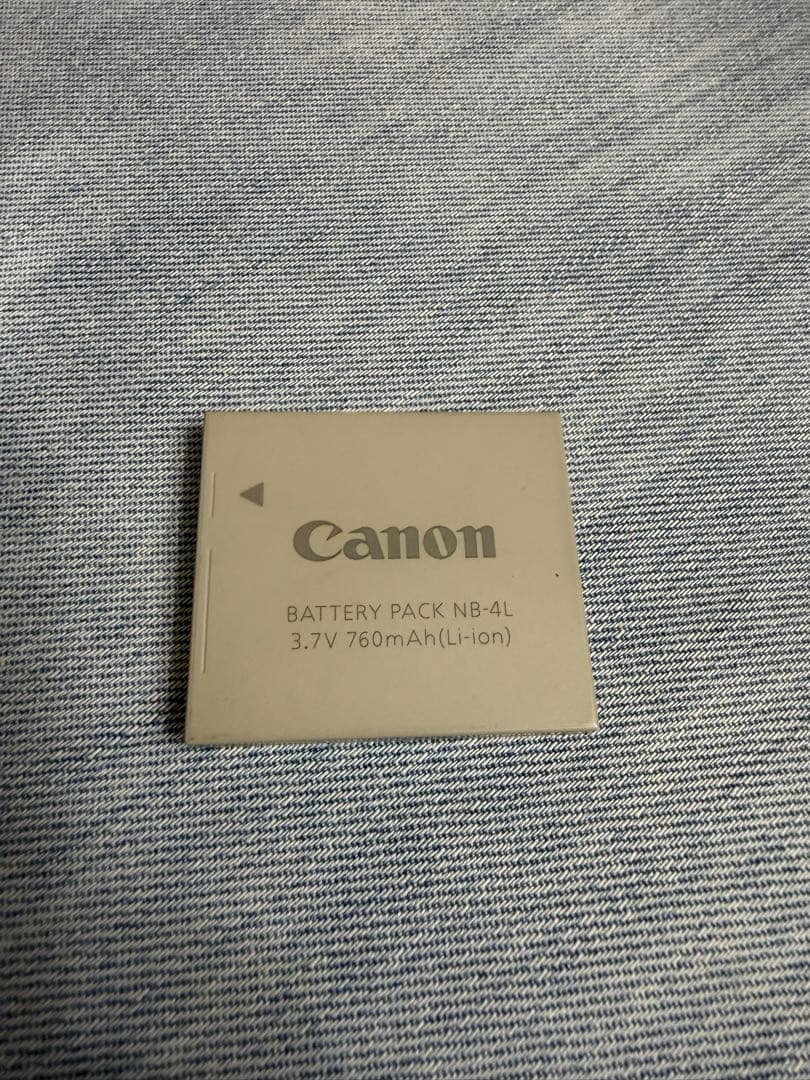 Canon
BATTERY PACK NB-4L
3.7V 760mAh(Li-ion)